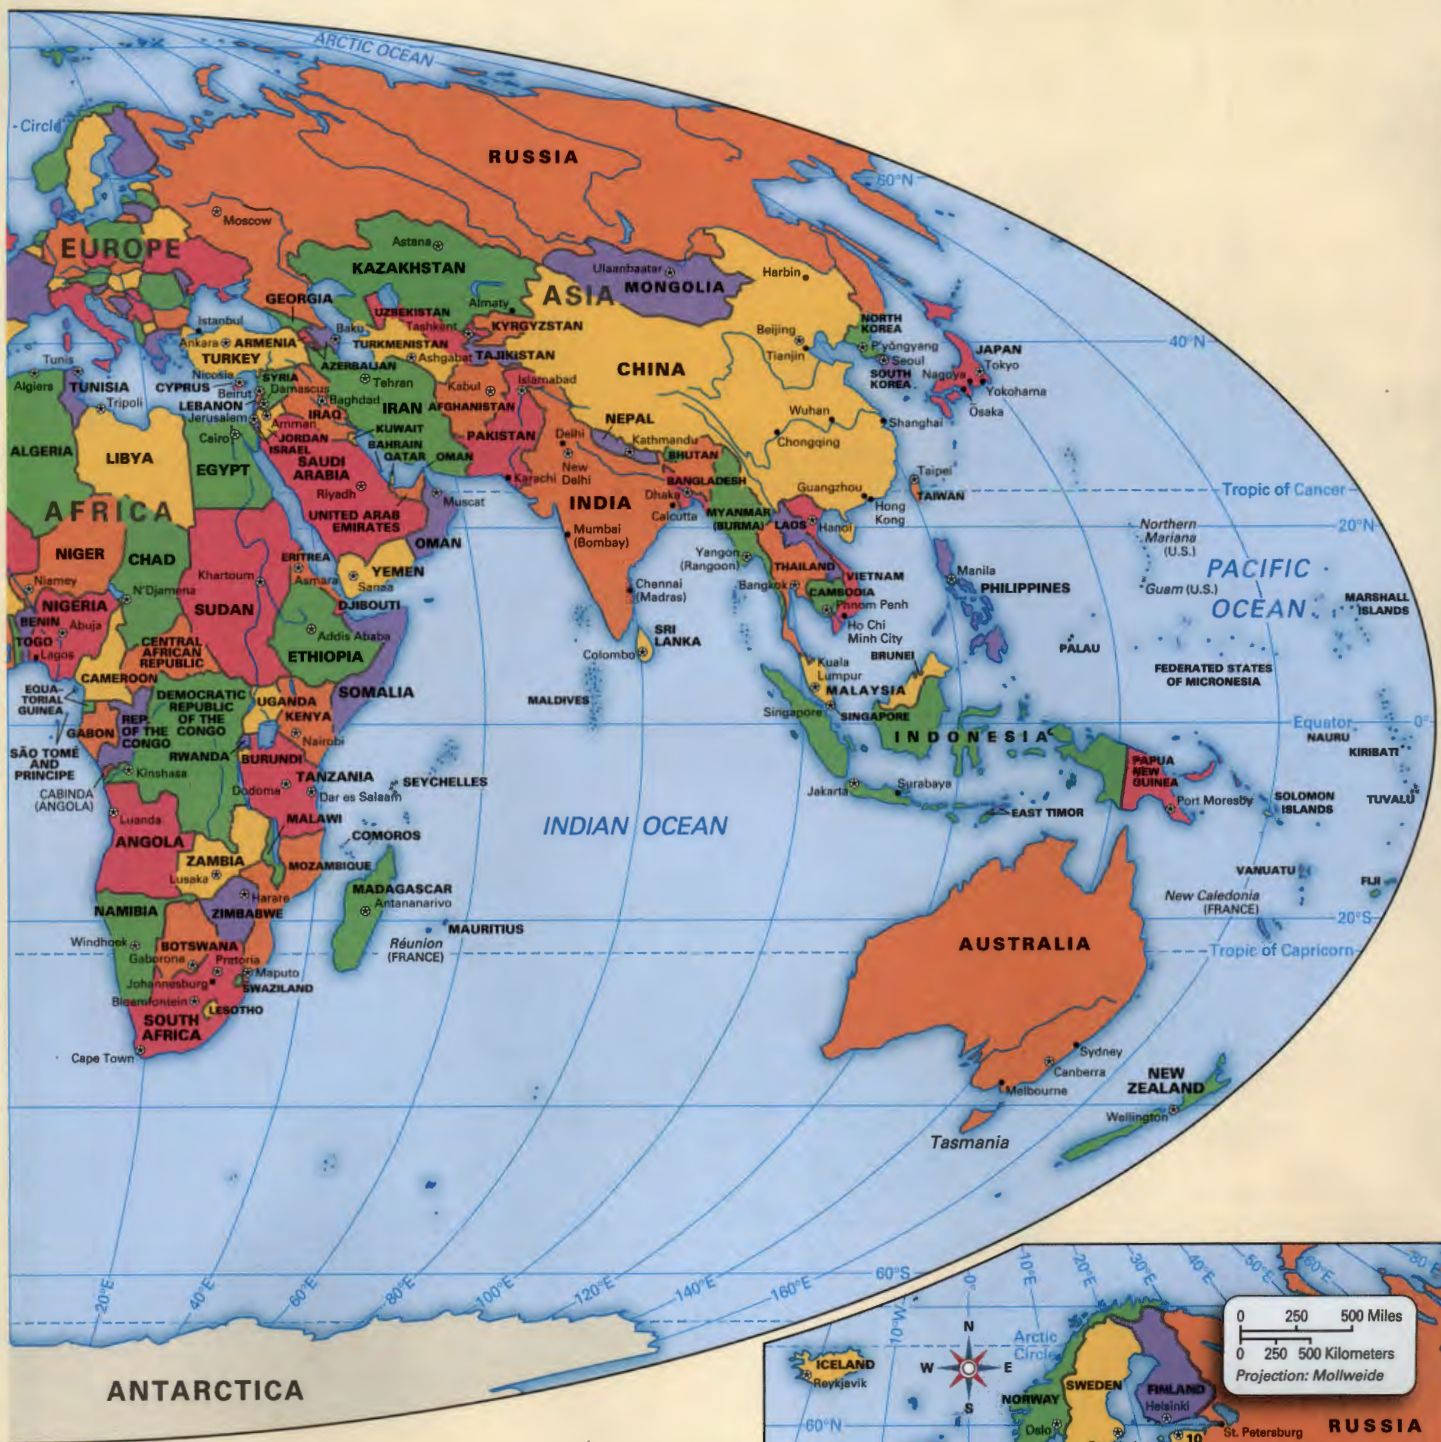 ARCTIC OCEAN
Circle
RUSSIA
60°N
Moscow
EUROPE
Astana
KAZAKHSTAN
Ulaanbaatar
MONGOLIA
Harbin
ASIA
GEORGIA
UZBEKISTAN
Almaty
Istanbul
Baku
Tashkent
KYRGYZSTAN
NORTH
KOREA
Beijing
40°N
Ankara
ARMENIA
TURKMENISTAN
P'yŏngyang
JAPAN
Tunis
TURKEY
AZERBAIJAN
Ashgabat
TAJIKISTAN
Tianjin
Seoul
Tokyo
Nicosia
SYRIA
Tehran
CHINA
SOUTH
KOREA
Nagoya
Algiers
TUNISIA
CYPRUS
Damascus
Kabul
Islamabad
Yokohama
Beirut
Baghdad
Tripoli
LEBANON
IRAQ
IRAN
AFGHANISTAN
Wuhan
Ōsaka
Jerusalem
Amman
NEPAL
Shanghai
Cairo
JORDAN
KUWAIT
PAKISTAN
Delhi
Kathmandu
Chongqing
ALGERIA
LIBYA
EGYPT
ISRAEL
BAHRAIN
QATAR
OMAN
BHUTAN
SAUDI
ARABIA
New
Delhi
Taipei
Karachi
BANGLADESH
Riyadh
Dhaka
Guangzhou
TAIWAN
Tropic of Cancer
Muscat
INDIA
Calcutta
Hong
Kong
AFRICA
UNITED ARAB
EMIRATES
MYANMAR
(BURMA)
LAOS
Hanoi
20°N
Mumbai
(Bombay)
Northern
Mariana
(U.S.)
OMAN
NIGER
CHAD
ERITREA
YEMEN
Yangon
(Rangoon)
THAILAND
Manila
PACIFIC
OCEAN
Niamey
Khartoum
Asmara
Sanaa
Chennai
(Madras)
Bangkok
VIETNAM
PHILIPPINES
Guam (U.S.)
N'Djamena
CAMBODIA
MARSHALL
ISLANDS
NIGERIA
SUDAN
DJIBOUTI
Phnom Penh
BENIN
Abuja
Addis Ababa
SRI
LANKA
Ho Chi
Minh City
TOGO
Lagos
CENTRAL
AFRICAN
REPUBLIC
ETHIOPIA
Colombo
BRUNEI
PALAU
CAMEROON
Kuala
Lumpur
FEDERATED STATES
OF MICRONESIA
EQUA-
TORIAL
GUINEA
DEMOCRATIC
REPUBLIC
OF THE
CONGO
UGANDA
SOMALIA
MALDIVES
MALAYSIA
REP.
OF THE
CONGO
KENYA
Singapore
SINGAPORE
Equator
0°
GABON
Nairobi
INDONESIA
NAURU
SÃO TOMÉ
AND
PRINCIPE
RWANDA
BURUNDI
KIRIBATI
Kinshasa
TANZANIA
SEYCHELLES
PAPUA
NEW
GUINEA
CABINDA
(ANGOLA)
Dodoma
Dar es Salaam
Jakarta
Surabaya
Port Moresby
SOLOMON
ISLANDS
TUVALU
Luanda
MALAWI
EAST TIMOR
ANGOLA
COMOROS
INDIAN OCEAN
ZAMBIA
MOZAMBIQUE
Lusaka
MADAGASCAR
VANUATU
FIJI
Harare
Antananarivo
New Caledonia
(FRANCE)
NAMIBIA
ZIMBABWE
20°S
MAURITIUS
Windhoek
BOTSWANA
Réunion
(FRANCE)
AUSTRALIA
Tropic of Capricorn
Gaborone
Pretoria
Maputo
Johannesburg
SWAZILAND
Bloemfontein
LESOTHO
SOUTH
AFRICA
Cape Town
Sydney
Canberra
NEW
ZEALAND
Melbourne
Wellington
Tasmania
20°E
40°E
60°E
80°E
100°E
120°E
140°E
160°E
60°S
ANTARCTICA
10°W
0°
10°E
20°E
30°E
40°E
50°E
60°E
80°E
N
W
E
S
Arctic
Circle
0 250 500 Miles
0 250 500 Kilometers
Projection: Mollweide
ICELAND
Reykjavik
NORWAY
SWEDEN
FINLAND
Helsinki
60°N
Oslo
10
St. Petersburg
RUSSIA